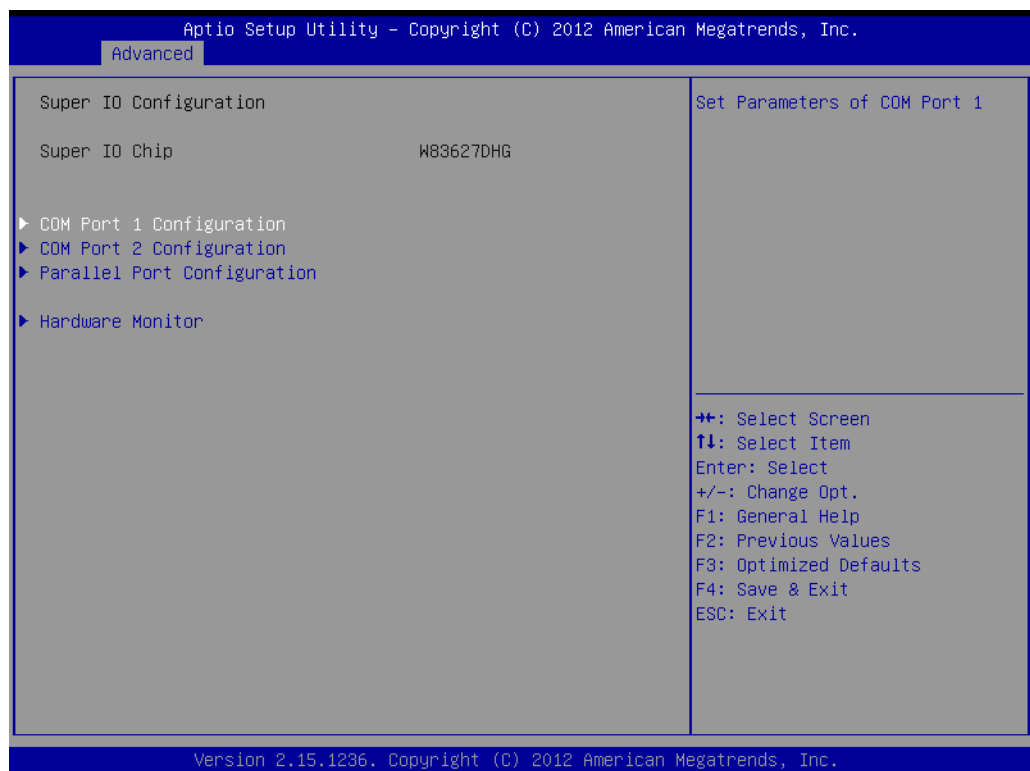 Aptio Setup Utility – Copyright (C) 2012 American Megatrends, Inc.
Advanced
Super IO Configuration
Super IO Chip W83627DHG
▶ COM Port 1 Configuration
▶ COM Port 2 Configuration
▶ Parallel Port Configuration
▶ Hardware Monitor
Set Parameters of COM Port 1
→←: Select Screen
↑↓: Select Item
Enter: Select
+/-: Change Opt.
F1: General Help
F2: Previous Values
F3: Optimized Defaults
F4: Save & Exit
ESC: Exit
Version 2.15.1236. Copyright (C) 2012 American Megatrends, Inc.